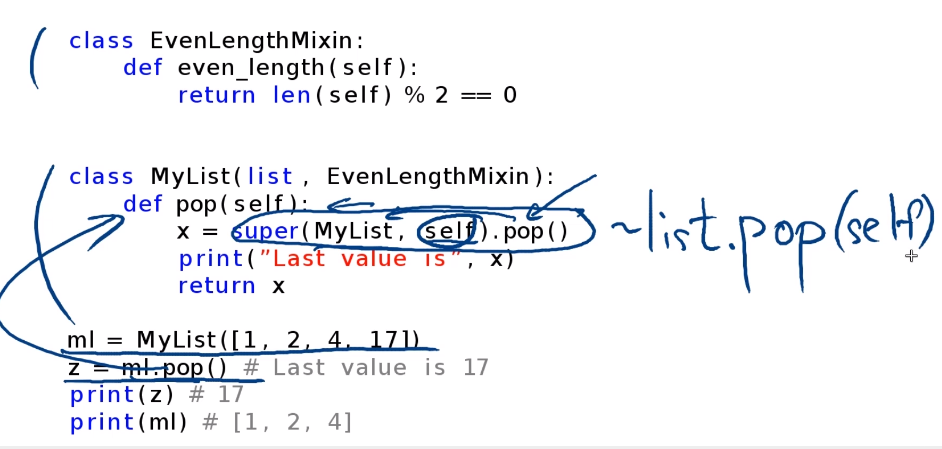 class EvenLengthMixin:
    def even_length(self):
        return len(self) % 2 == 0
class MyList(list, EvenLengthMixin):
    def pop(self):
        x = super(MyList, self).pop() ~list.pop(self)
        print("Last value is", x)
        return x
ml = MyList([1, 2, 4, 17])
z = ml.pop() # Last value is 17
print(z) # 17
print(ml) # [1, 2, 4]